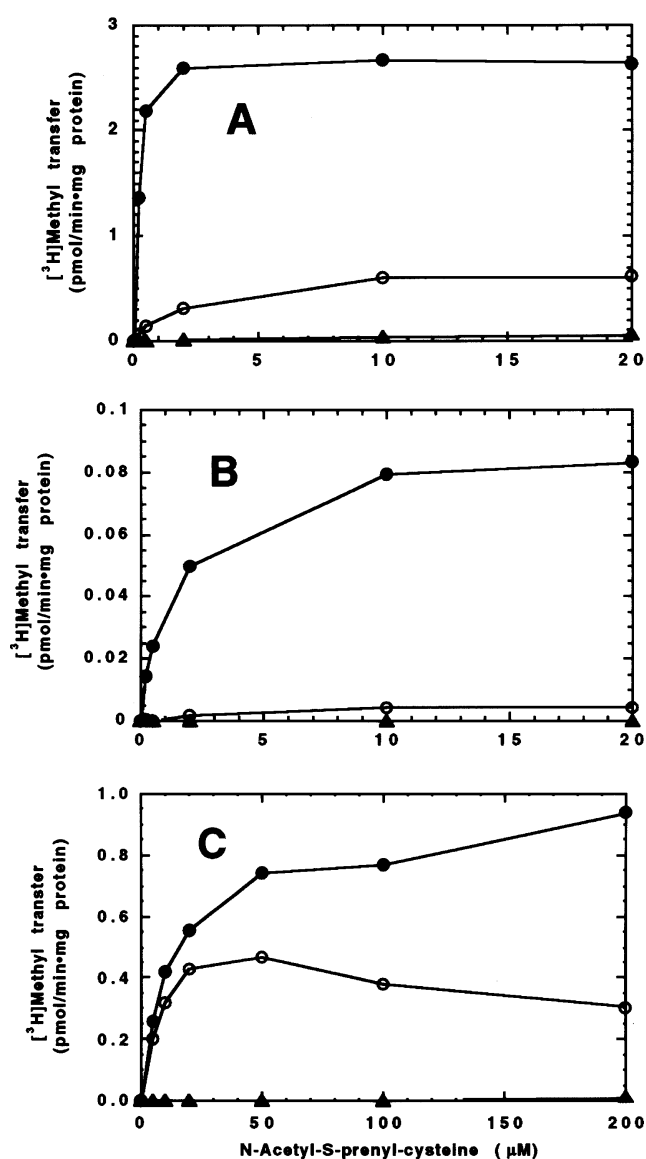 3
2
1
0
[³H]Methyl transfer
(pmol/min•mg protein)
A
0 5 10 15 20
0.1
0.08
0.06
0.04
0.02
0
[³H]Methyl transfer
(pmol/min•mg protein)
B
0 5 10 15 20
1.0
0.8
0.6
0.4
0.2
0.0
[³H]Methyl transter
(pmol/min•mg protein)
C
0 50 100 150 200
N-Acetyl-S-prenyl-cysteine (µM)